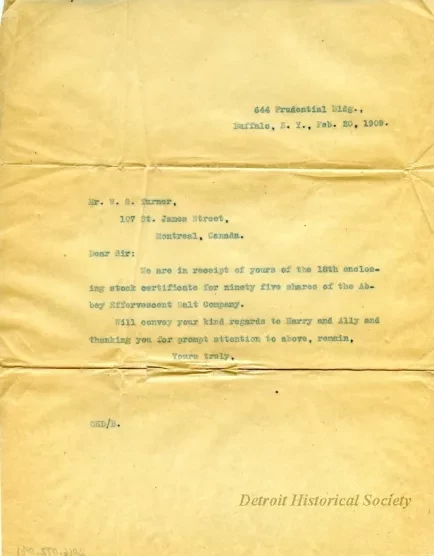 644 Prudential Bldg.,
Buffalo, N. Y., Feb. 20, 1909.
Mr. W. G. Turner,
107 St. James Street,
Montreal, Canada.
Dear Sir:
We are in receipt of yours of the 18th enclos-
ing stock certificate for ninety five shares of the Ab-
bey Effervescent Salt Company.
Will convey your kind regards to Harry and Ally and
thanking you for prompt attention to above, remain,
Yours truly,
Detroit Historical Society